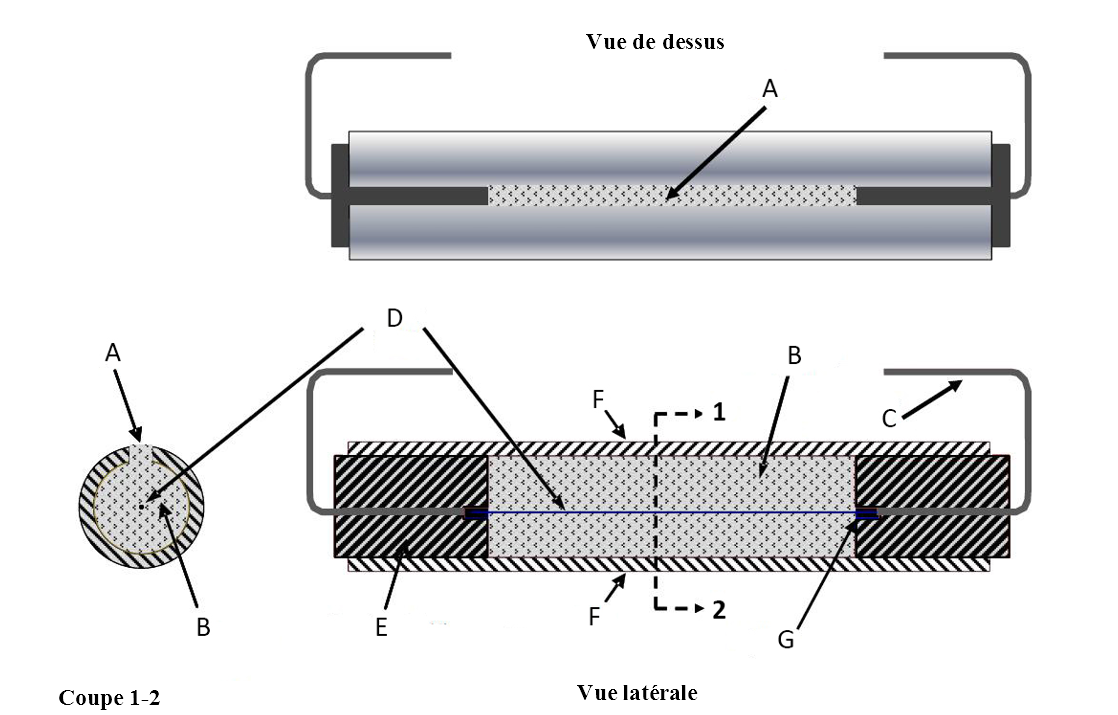 Vue de dessus
A
D
A
B
F
1
C
F
2
B
E
G
Coupe 1-2
Vue latérale